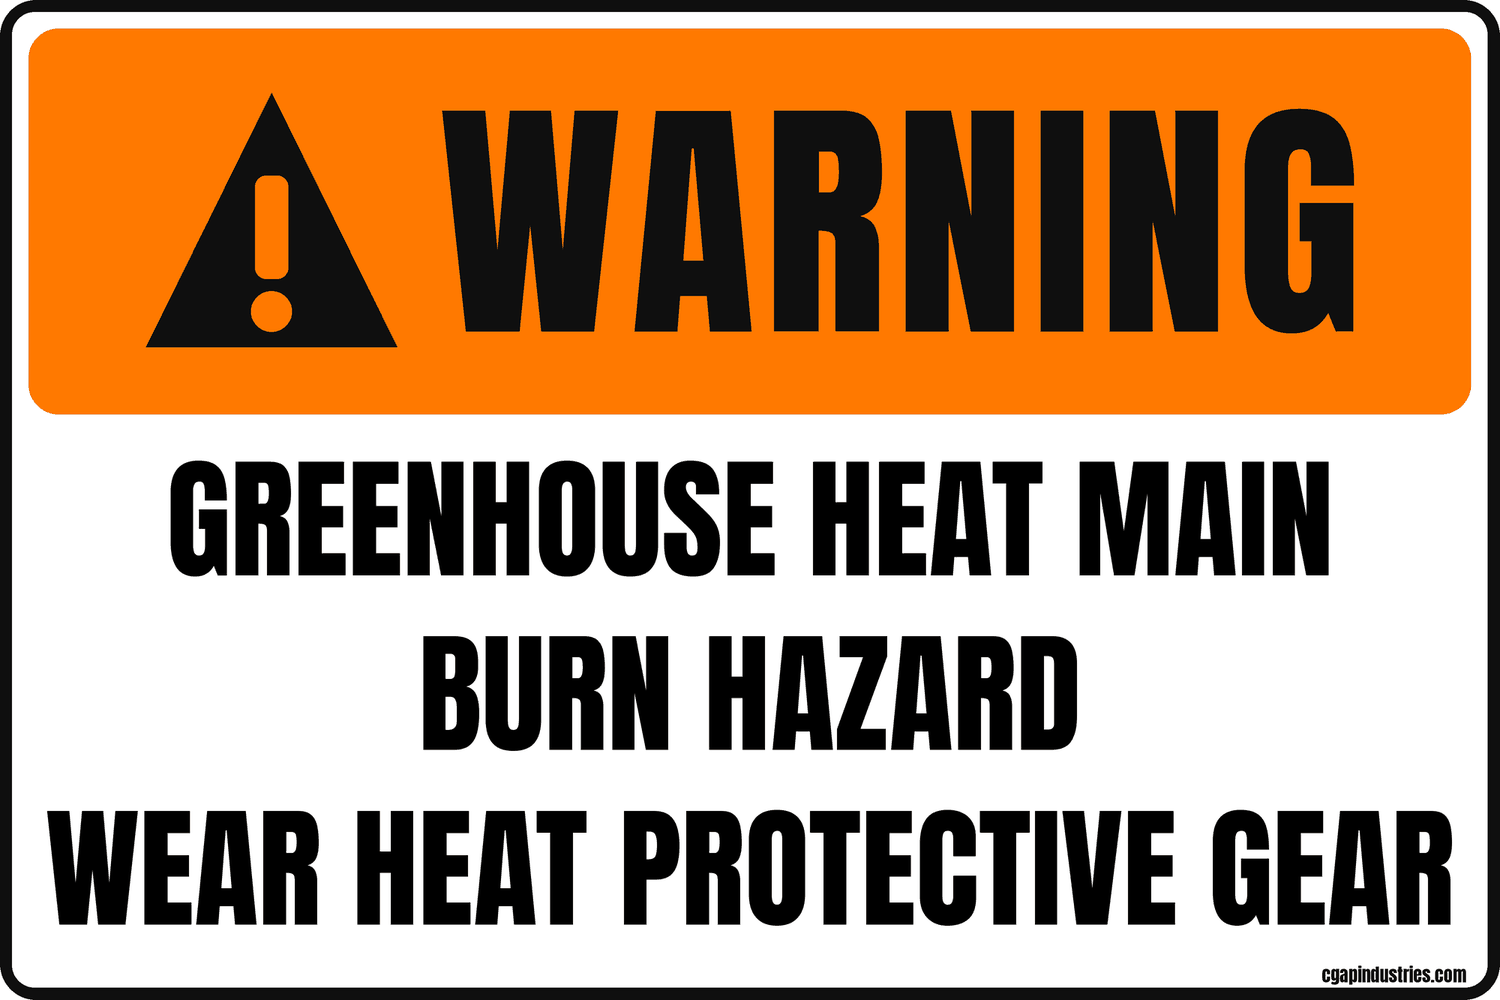 WARNING
GREENHOUSE HEAT MAIN
BURN HAZARD
WEAR HEAT PROTECTIVE GEAR
cgapindustries.com